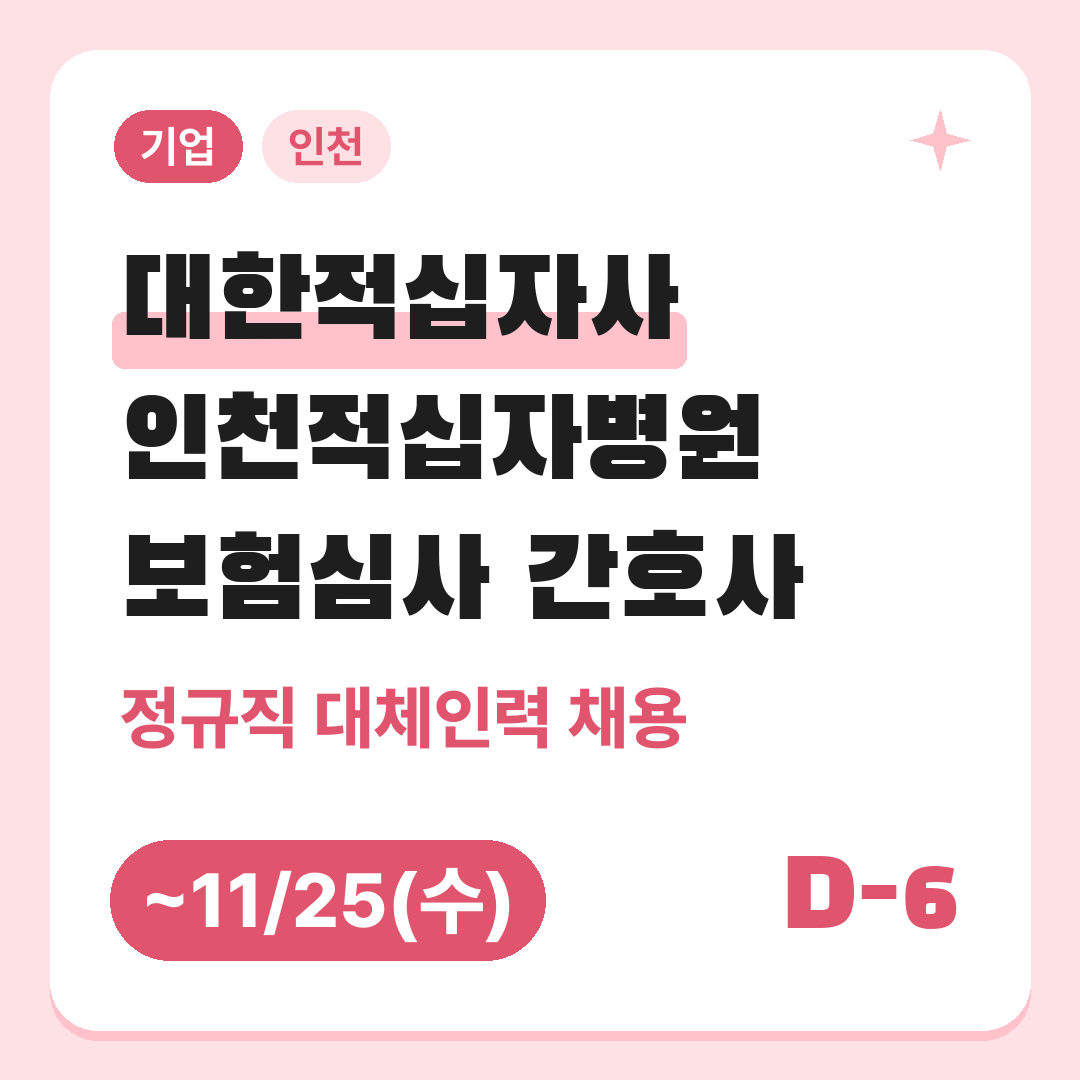 기업 인천
대한적십자사
인천적십자병원
보험심사 간호사
정규직 대체인력 채용
~11/25(수) D-6